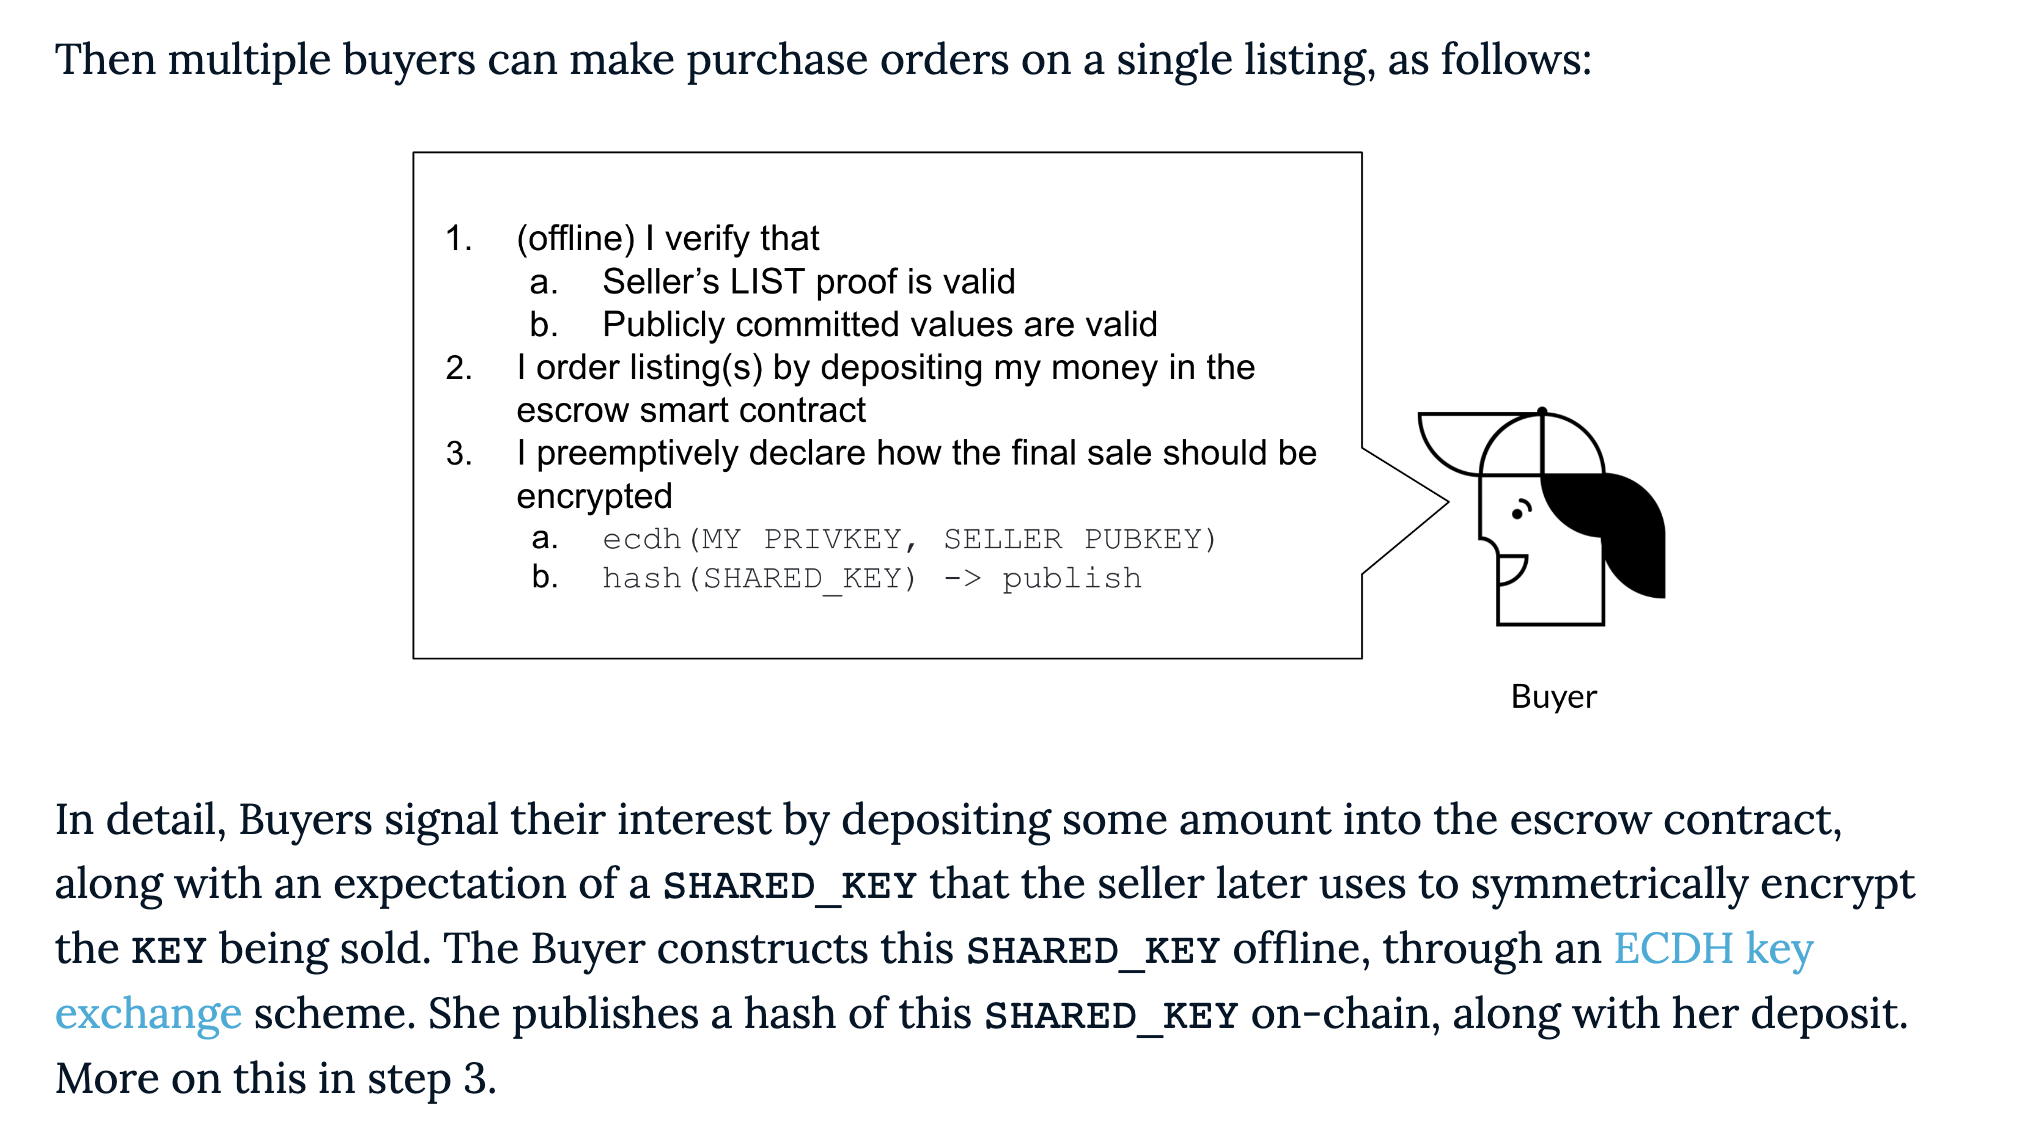 Then multiple buyers can make purchase orders on a single listing, as follows:
1. (offline) I verify that
a. Seller’s LIST proof is valid
b. Publicly committed values are valid
2. I order listing(s) by depositing my money in the
escrow smart contract
3. I preemptively declare how the final sale should be
encrypted
a. ecdh(MY PRIVKEY, SELLER PUBKEY)
b. hash(SHARED_KEY) -> publish
Buyer
In detail, Buyers signal their interest by depositing some amount into the escrow contract,
along with an expectation of a SHARED_KEY that the seller later uses to symmetrically encrypt
the KEY being sold. The Buyer constructs this SHARED_KEY offline, through an ECDH key
exchange scheme. She publishes a hash of this SHARED_KEY on-chain, along with her deposit.
More on this in step 3.